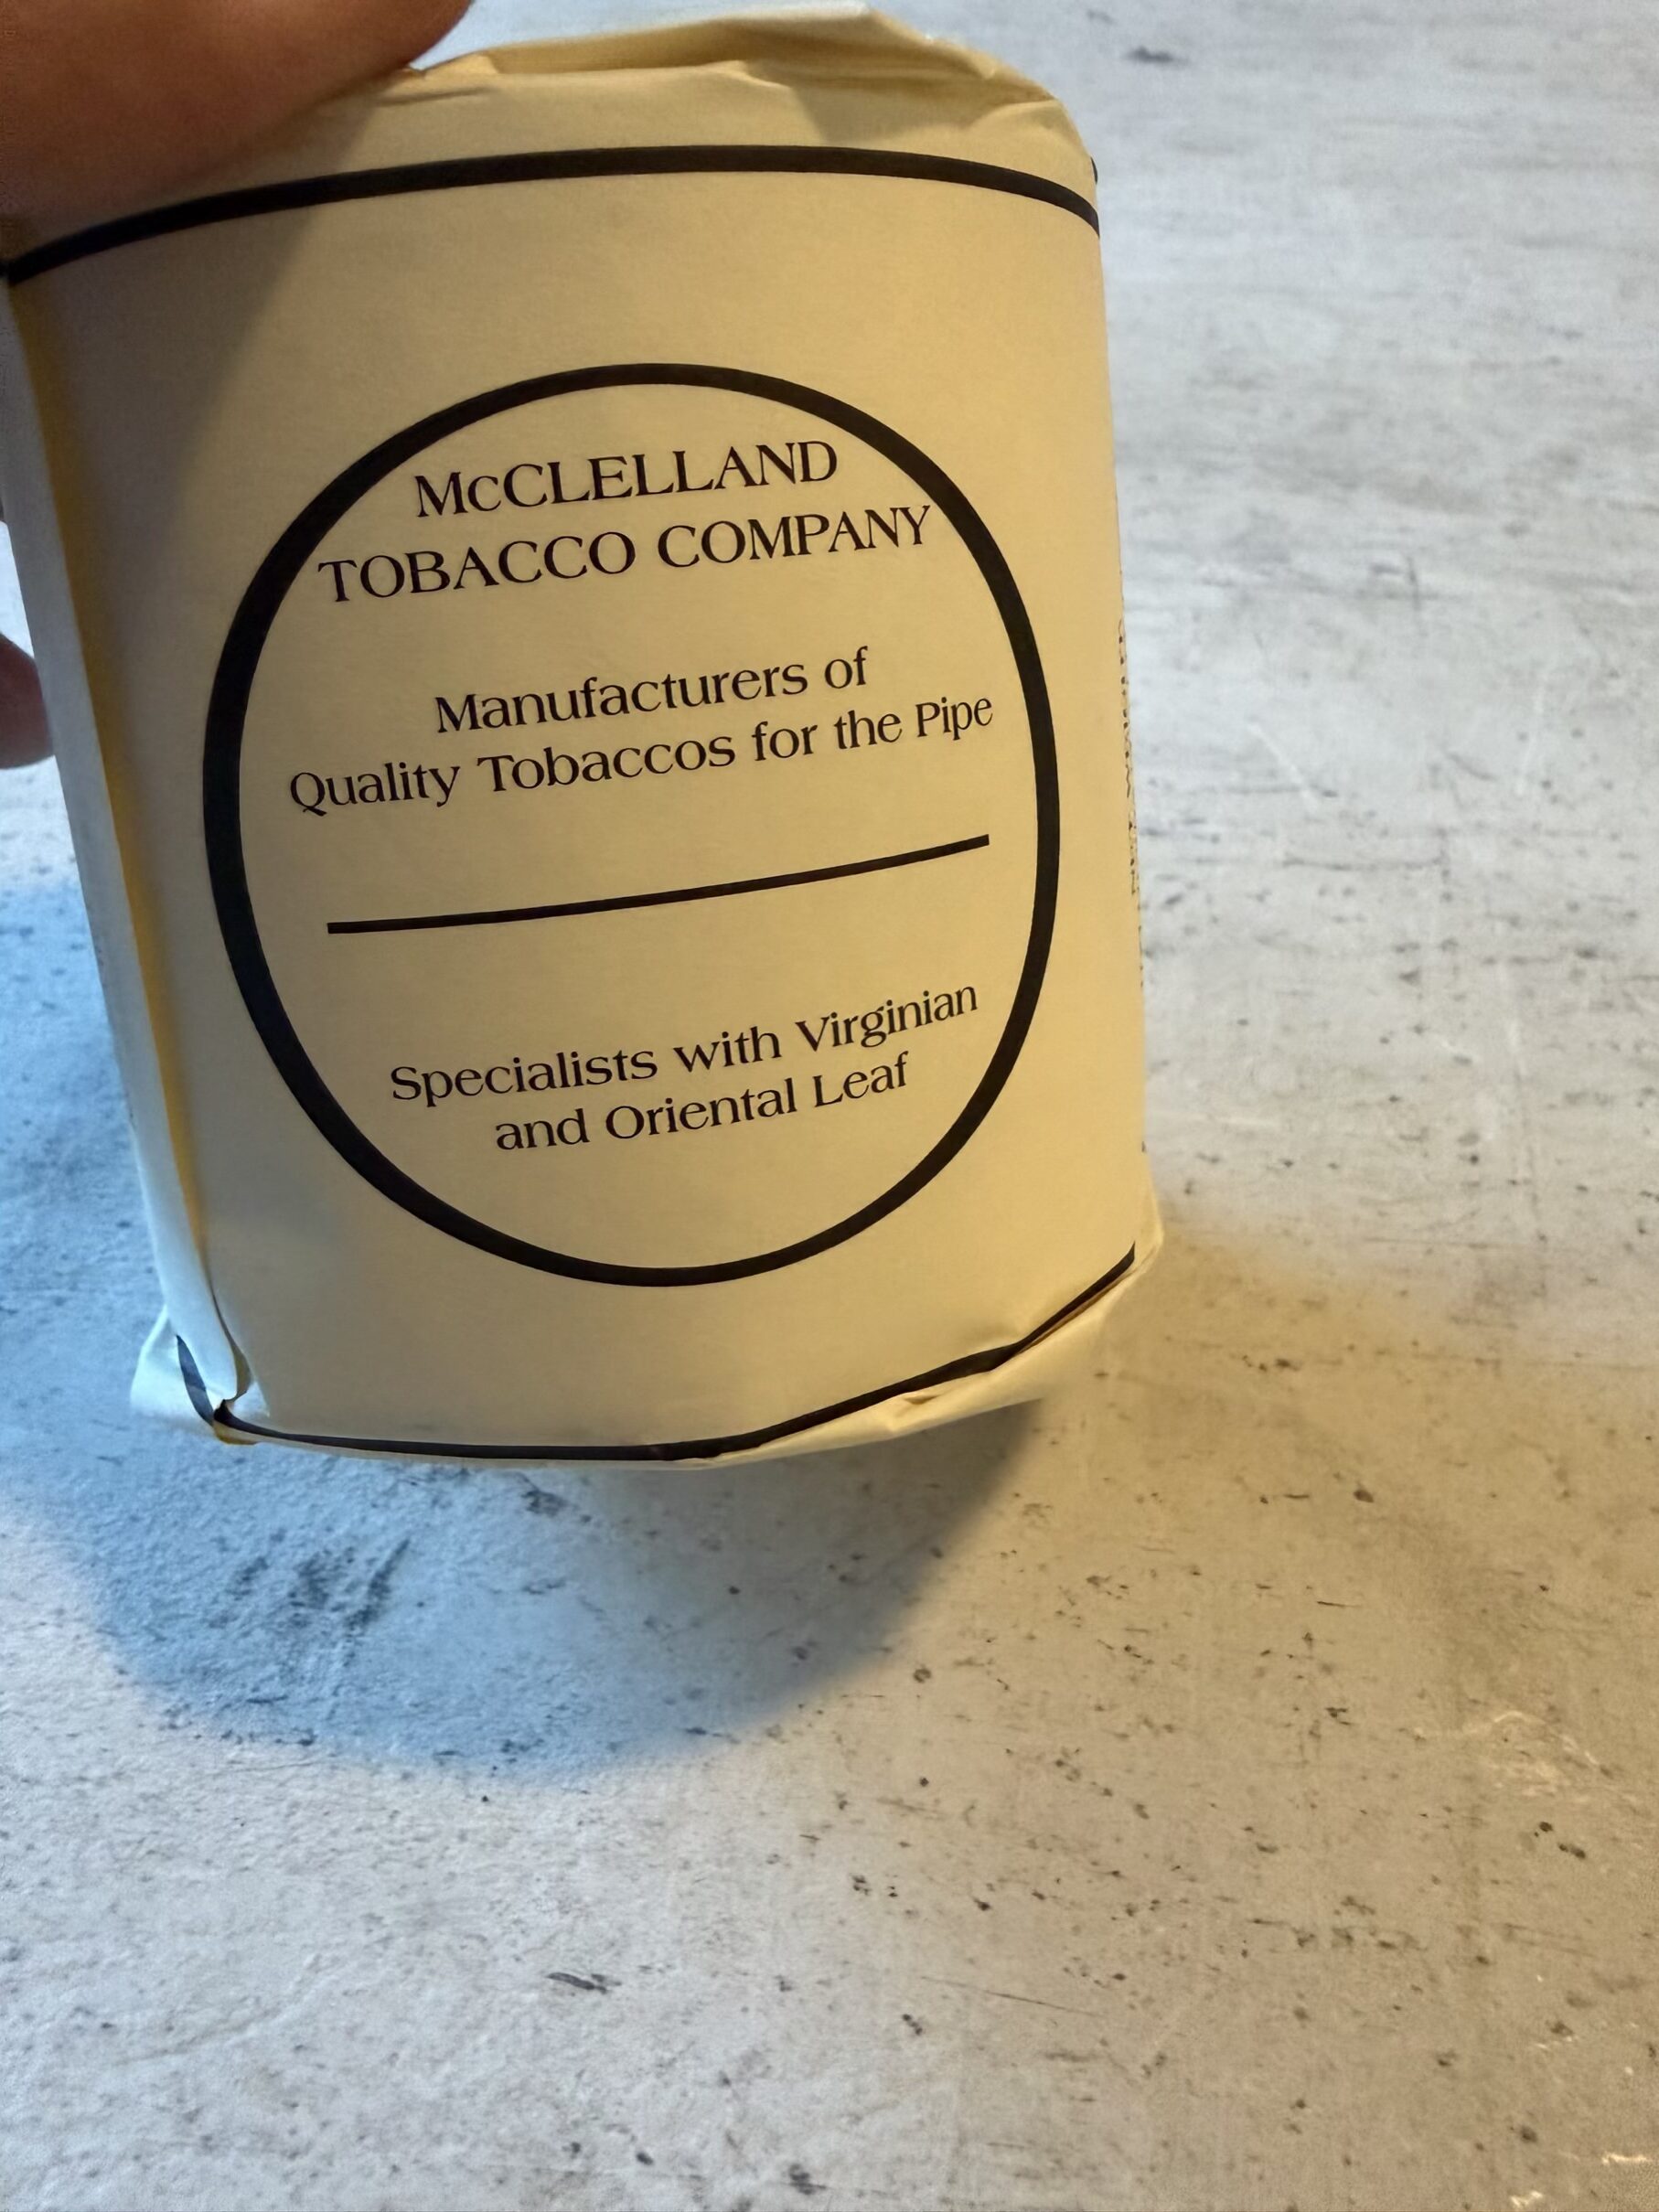 McCLELLAND
TOBACCO COMPANY
Manufacturers of
Quality Tobaccos for the Pipe
Specialists with Virginian
and Oriental Leaf